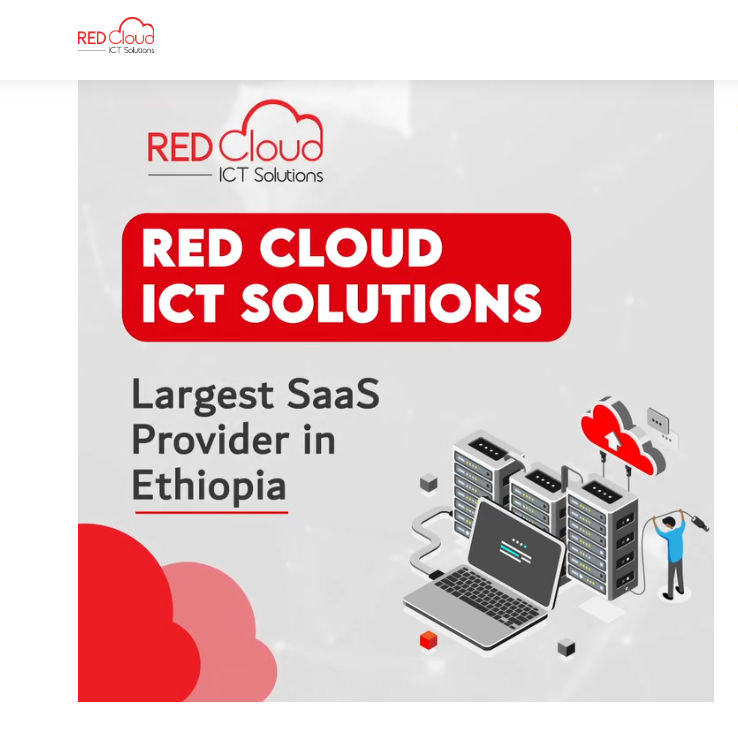 RED Cloud
ICT Solutions
RED Cloud
ICT Solutions
RED CLOUD
ICT SOLUTIONS
Largest SaaS
Provider in
Ethiopia